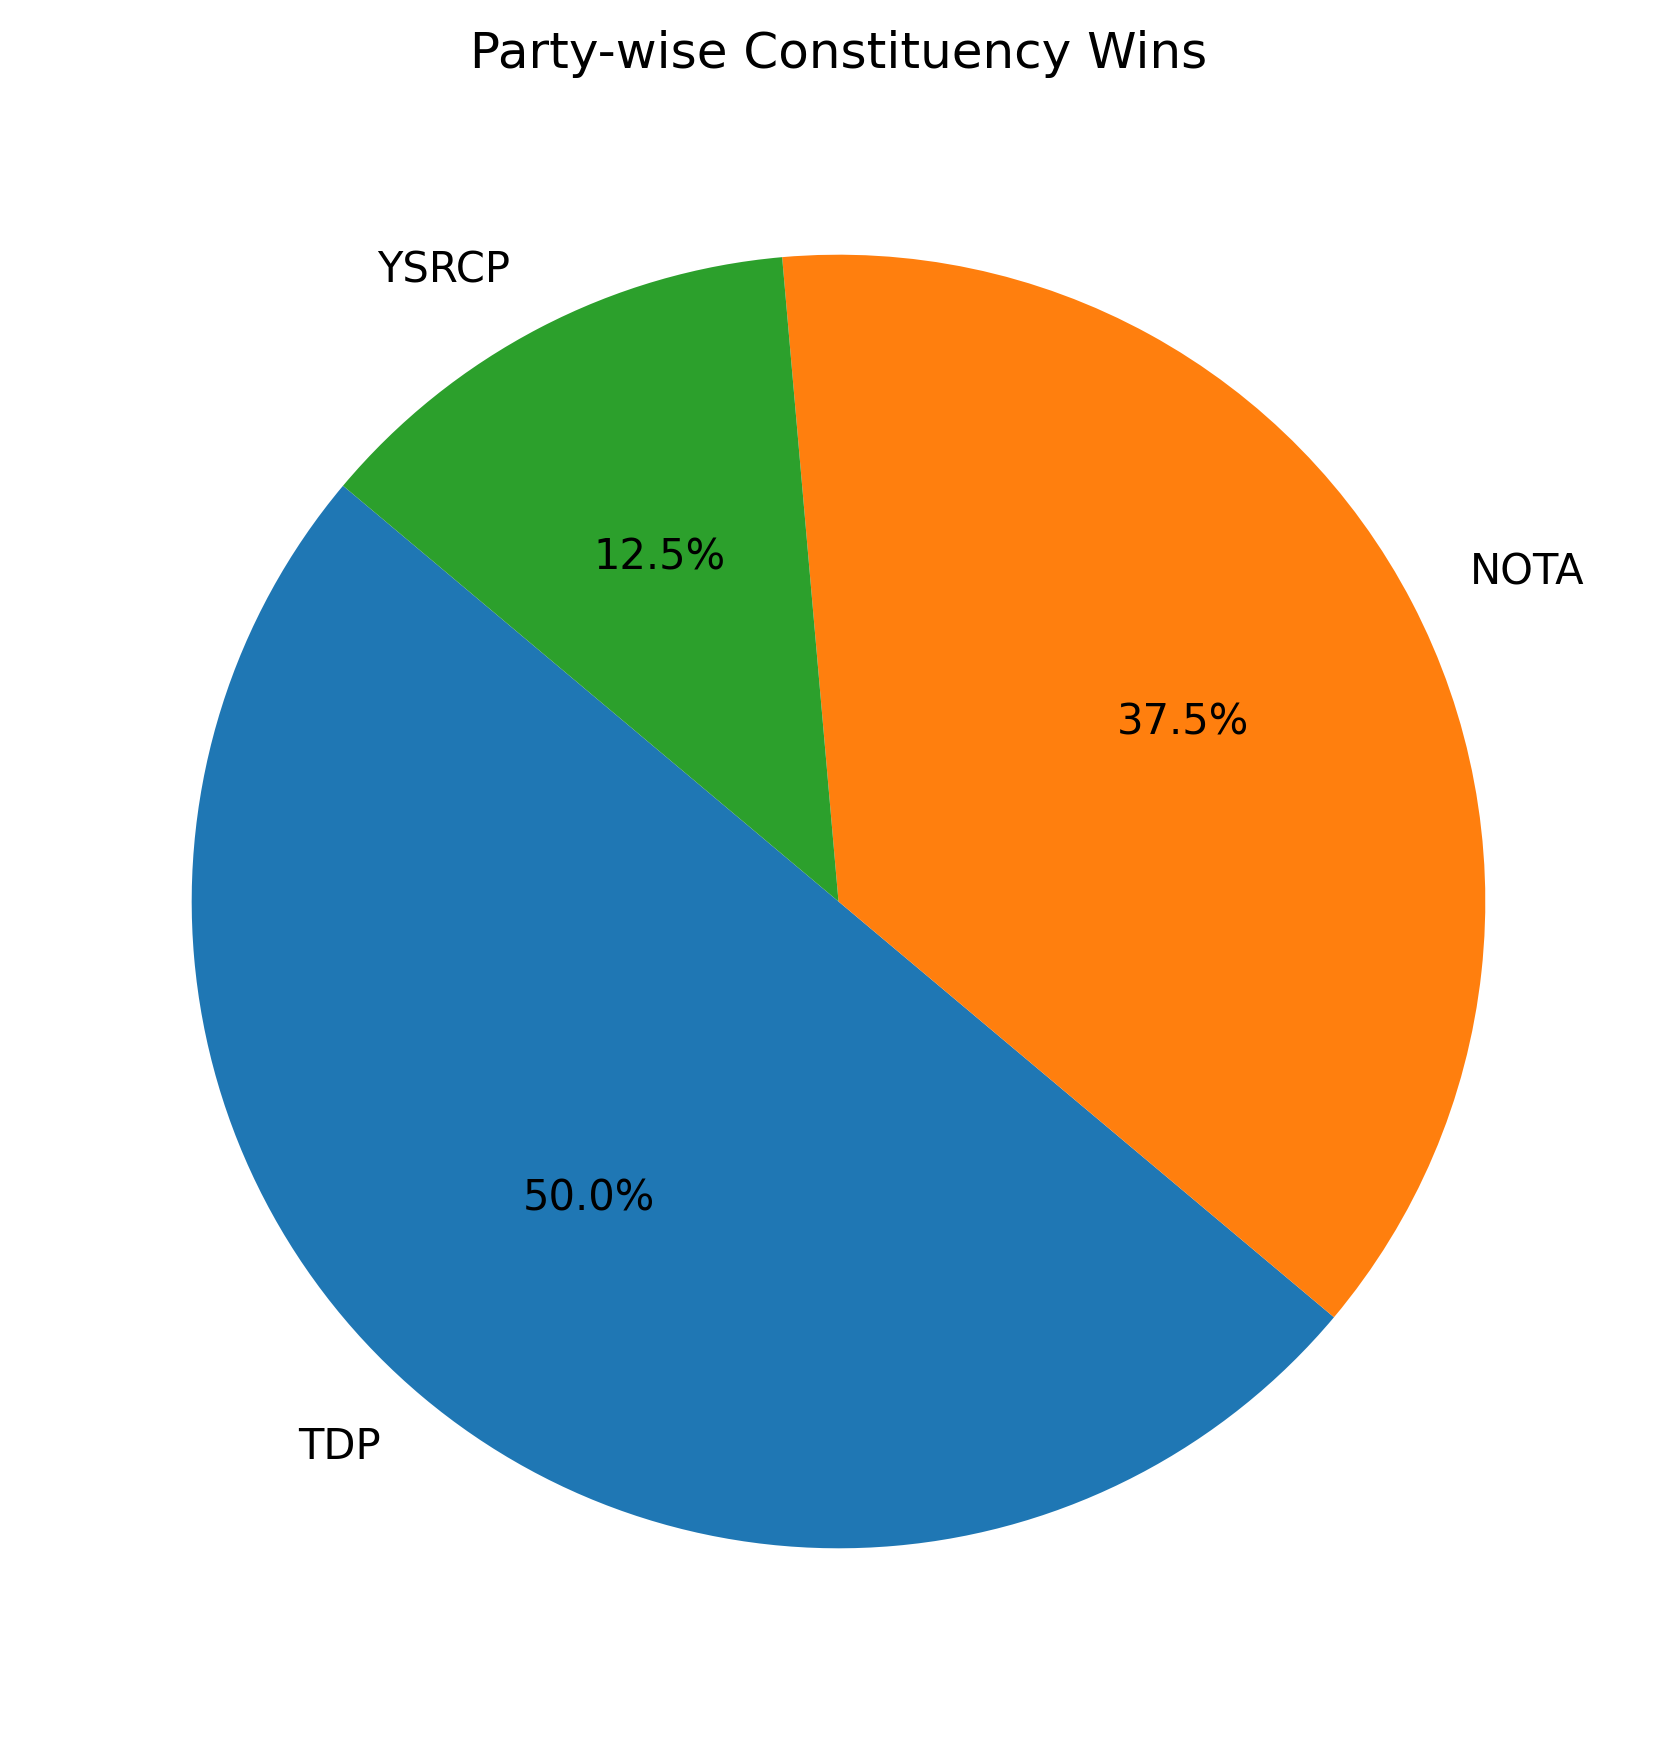 Party-wise Constituency Wins
YSRCP
12.5%
NOTA
37.5%
50.0%
TDP